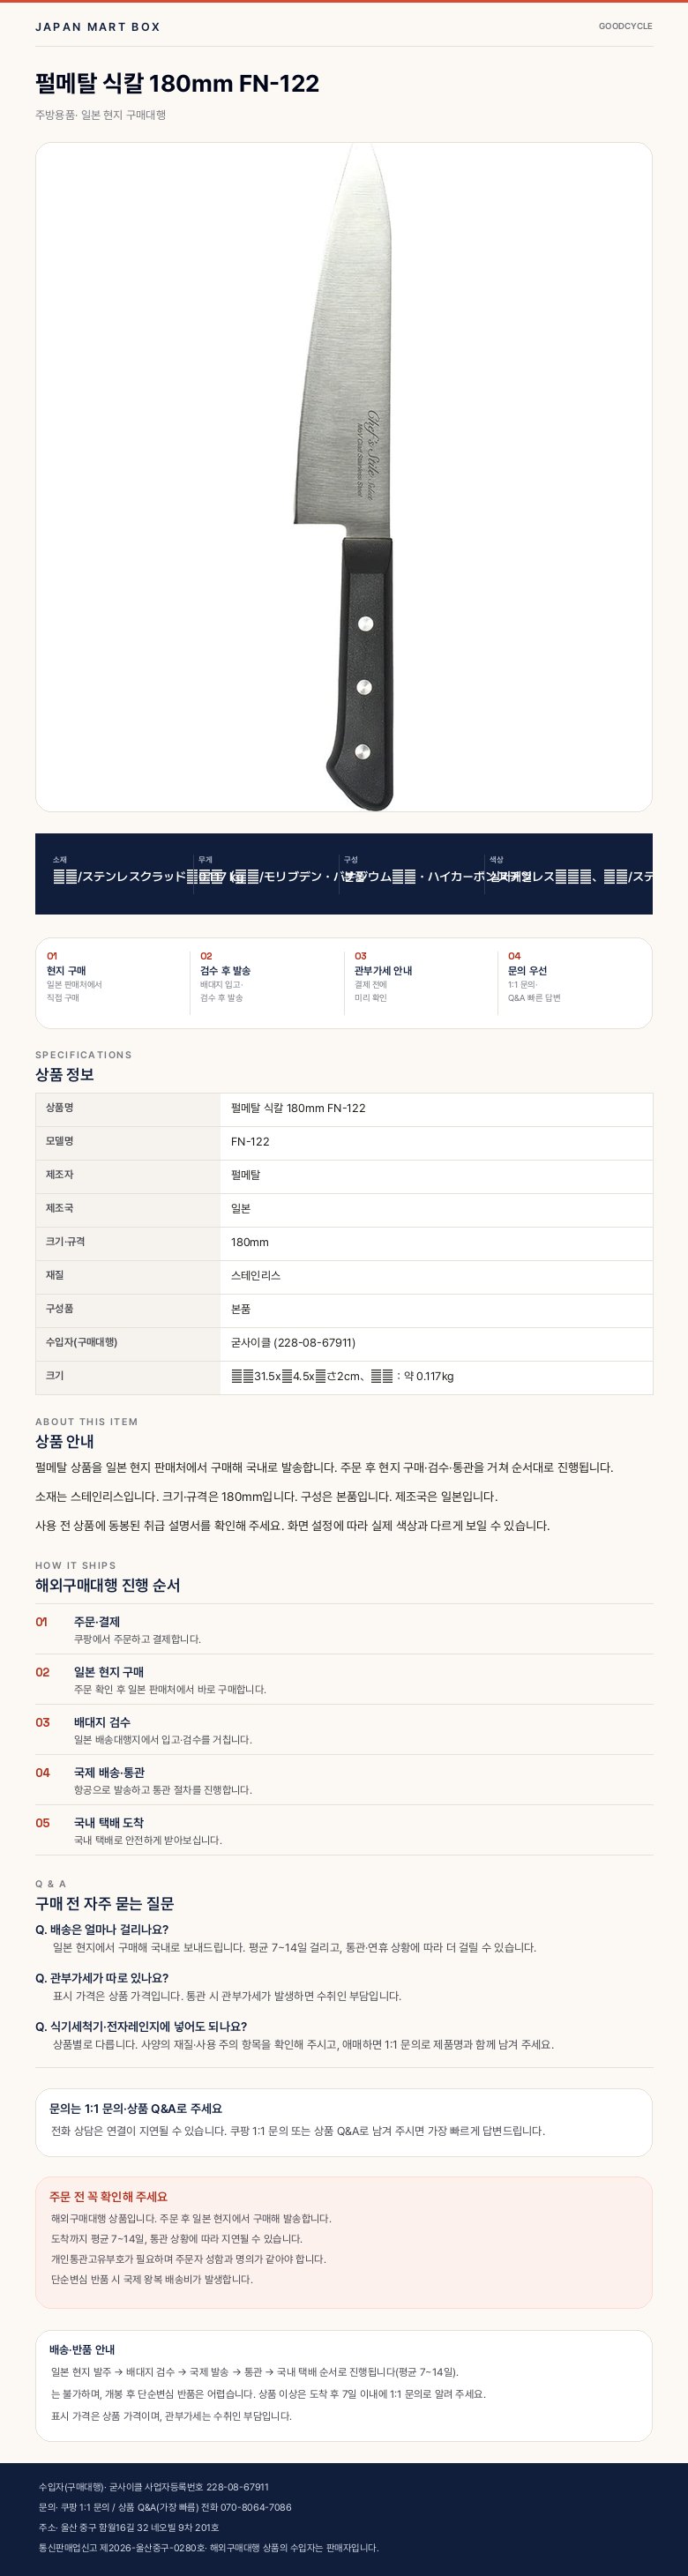 JAPAN MART BOX
GOODCYCLE
펄메탈 식칼 180mm FN-122
주방용품· 일본 현지 구매대행
Chef's Stile Select
Moly Clad Stainless Steel
소재
무게
구성
색상
/ステンレスクラッド
0.117 kg
/モリブデン・バナジウム
・ハイカーボンステンレス
01
현지 구매
일본 판매처에서
직접 구매
02
검수 후 발송
배대지 입고·
검수 후 발송
03
관부가세 안내
결제 전에
미리 확인
04
문의 우선
1:1 문의·
Q&A 빠른 답변
SPECIFICATIONS
상품 정보
상품명 펄메탈 식칼 180mm FN-122
모델명 FN-122
제조자 펄메탈
제조국 일본
크기·규격 180mm
재질 스테인리스
구성품 본품
수입자(구매대행) 굳사이클 (228-08-67911)
크기 31.5x 4.5x さ2cm、 : 약 0.117kg
ABOUT THIS ITEM
상품 안내
펄메탈 상품을 일본 현지 판매처에서 구매해 국내로 발송합니다. 주문 후 현지 구매·검수·통관을 거쳐 순서대로 진행됩니다.
소재는 스테인리스입니다. 크기·규격은 180mm입니다. 구성은 본품입니다. 제조국은 일본입니다.
사용 전 상품에 동봉된 취급 설명서를 확인해 주세요. 화면 설정에 따라 실제 색상과 다르게 보일 수 있습니다.
HOW IT SHIPS
해외구매대행 진행 순서
01 주문·결제
쿠팡에서 주문하고 결제합니다.
02 일본 현지 구매
주문 확인 후 일본 판매처에서 바로 구매합니다.
03 배대지 검수
일본 배송대행지에서 입고·검수를 거칩니다.
04 국제 배송·통관
항공으로 발송하고 통관 절차를 진행합니다.
05 국내 택배 도착
국내 택배로 안전하게 받아보십니다.
Q & A
구매 전 자주 묻는 질문
Q. 배송은 얼마나 걸리나요?
일본 현지에서 구매해 국내로 보내드립니다. 평균 7~14일 걸리고, 통관·연휴 상황에 따라 더 걸릴 수 있습니다.
Q. 관부가세가 따로 있나요?
표시 가격은 상품 가격입니다. 통관 시 관부가세가 발생하면 수취인 부담입니다.
Q. 식기세척기·전자레인지에 넣어도 되나요?
상품별로 다릅니다. 사양의 재질·사용 주의 항목을 확인해 주시고, 애매하면 1:1 문의로 제품명과 함께 남겨 주세요.
문의는 1:1 문의·상품 Q&A로 주세요
전화 상담은 연결이 지연될 수 있습니다. 쿠팡 1:1 문의 또는 상품 Q&A로 남겨 주시면 가장 빠르게 답변드립니다.
주문 전 꼭 확인해 주세요
해외구매대행 상품입니다. 주문 후 일본 현지에서 구매해 발송합니다.
도착까지 평균 7~14일, 통관 상황에 따라 지연될 수 있습니다.
개인통관고유부호가 필요하며 주문자 성함과 명의가 같아야 합니다.
단순변심 반품 시 국제 왕복 배송비가 발생합니다.
배송·반품 안내
일본 현지 발주 → 배대지 검수 → 국제 발송 → 통관 → 국내 택배 순서로 진행됩니다(평균 7~14일).
는 불가하며, 개봉 후 단순변심 반품은 어렵습니다. 상품 이상은 도착 후 7일 이내에 1:1 문의로 알려 주세요.
표시 가격은 상품 가격이며, 관부가세는 수취인 부담입니다.
수입자(구매대행)· 굳사이클 사업자등록번호 228-08-67911
문의· 쿠팡 1:1 문의 / 상품 Q&A(가장 빠름) 전화 070-8064-7086
주소· 울산 중구 함월16길 32 네오빌 9차 201호
통신판매업신고 제2026-울산중구-0280호· 해외구매대행 상품의 수입자는 판매자입니다.